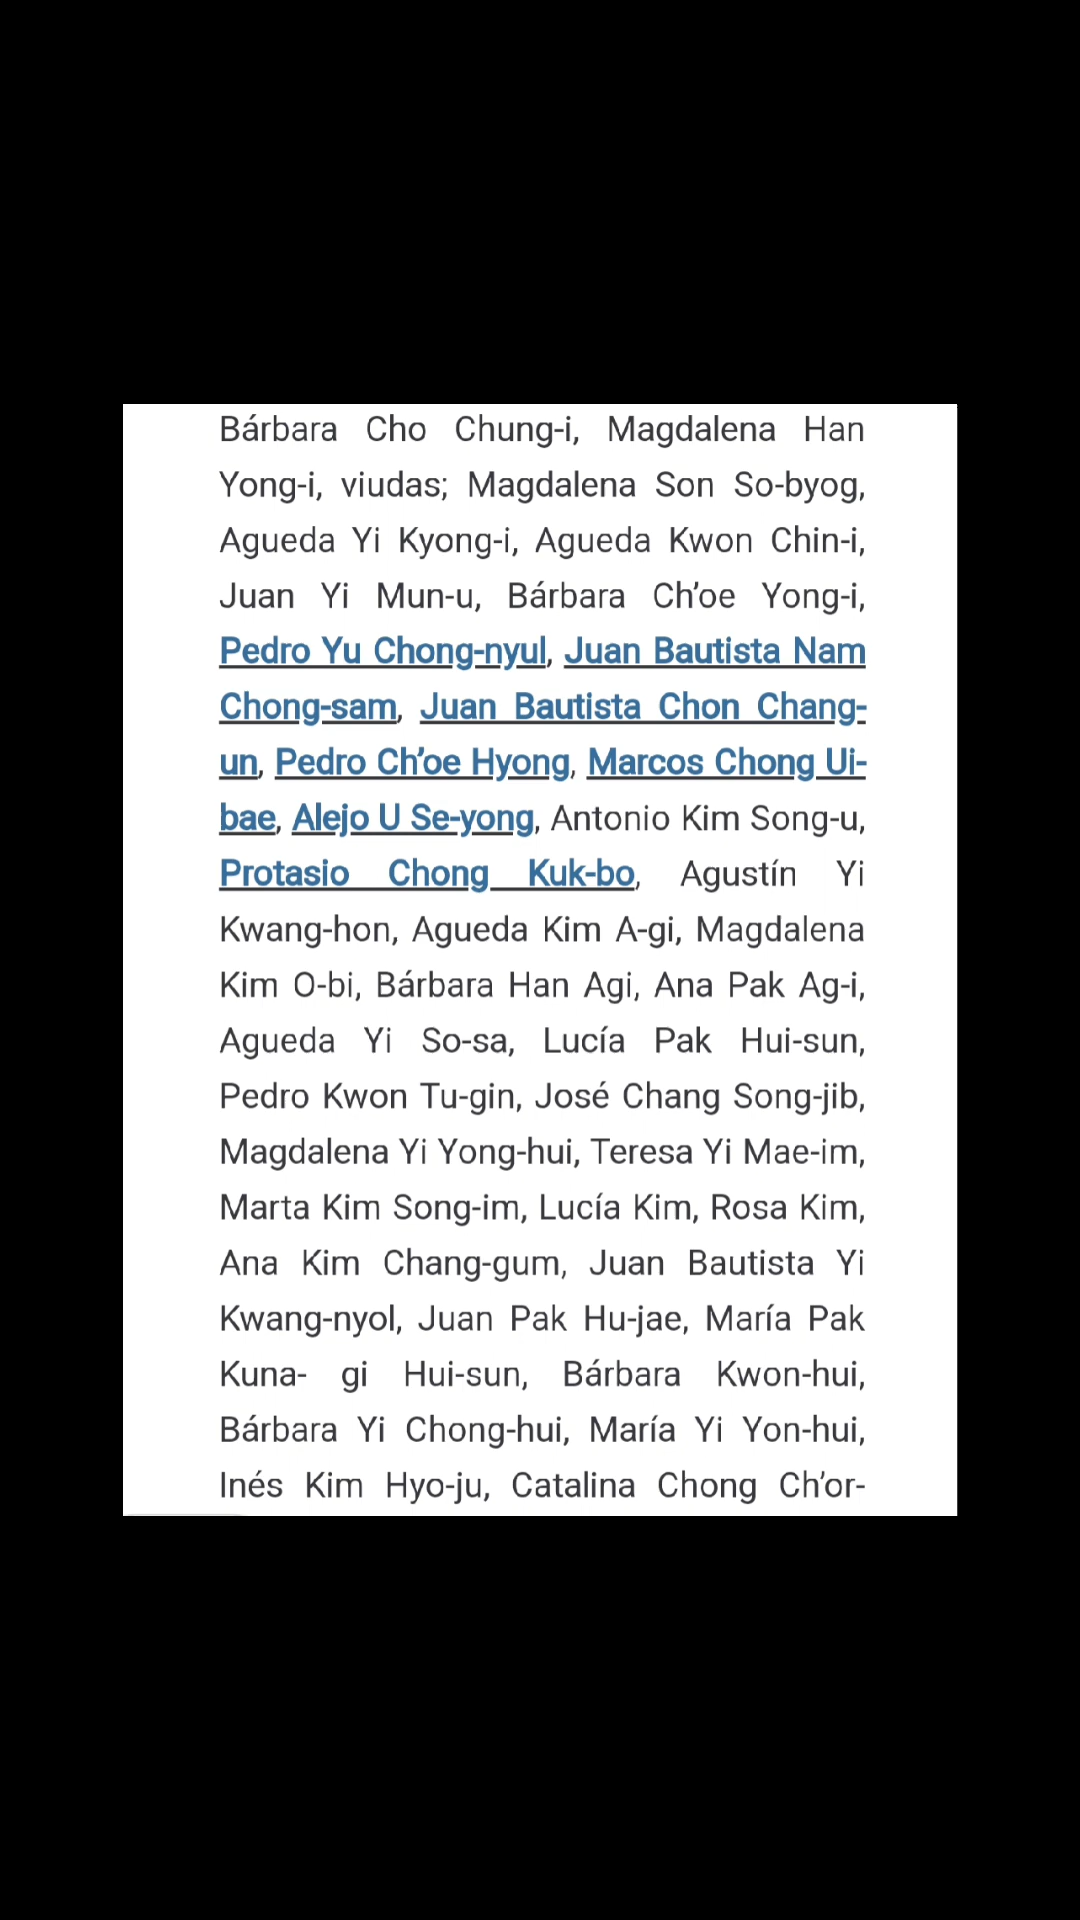 Bárbara Cho Chung-i, Magdalena Han
Yong-i, viudas; Magdalena Son So-byog,
Agueda Yi Kyong-i, Agueda Kwon Chin-i,
Juan Yi Mun-u, Bárbara Ch’oe Yong-i,
Pedro Yu Chong-nyul, Juan Bautista Nam
Chong-sam, Juan Bautista Chon Chang-
un, Pedro Ch’oe Hyong, Marcos Chong Ui-
bae, Alejo U Se-yong, Antonio Kim Song-u,
Protasio Chong Kuk-bo, Agustín Yi
Kwang-hon, Agueda Kim A-gi, Magdalena
Kim O-bi, Bárbara Han Agi, Ana Pak Ag-i,
Agueda Yi So-sa, Lucía Pak Hui-sun,
Pedro Kwon Tu-gin, José Chang Song-jib,
Magdalena Yi Yong-hui, Teresa Yi Mae-im,
Marta Kim Song-im, Lucía Kim, Rosa Kim,
Ana Kim Chang-gum, Juan Bautista Yi
Kwang-nyol, Juan Pak Hu-jae, María Pak
Kuna- gi Hui-sun, Bárbara Kwon-hui,
Bárbara Yi Chong-hui, María Yi Yon-hui,
Inés Kim Hyo-ju, Catalina Chong Ch’or-